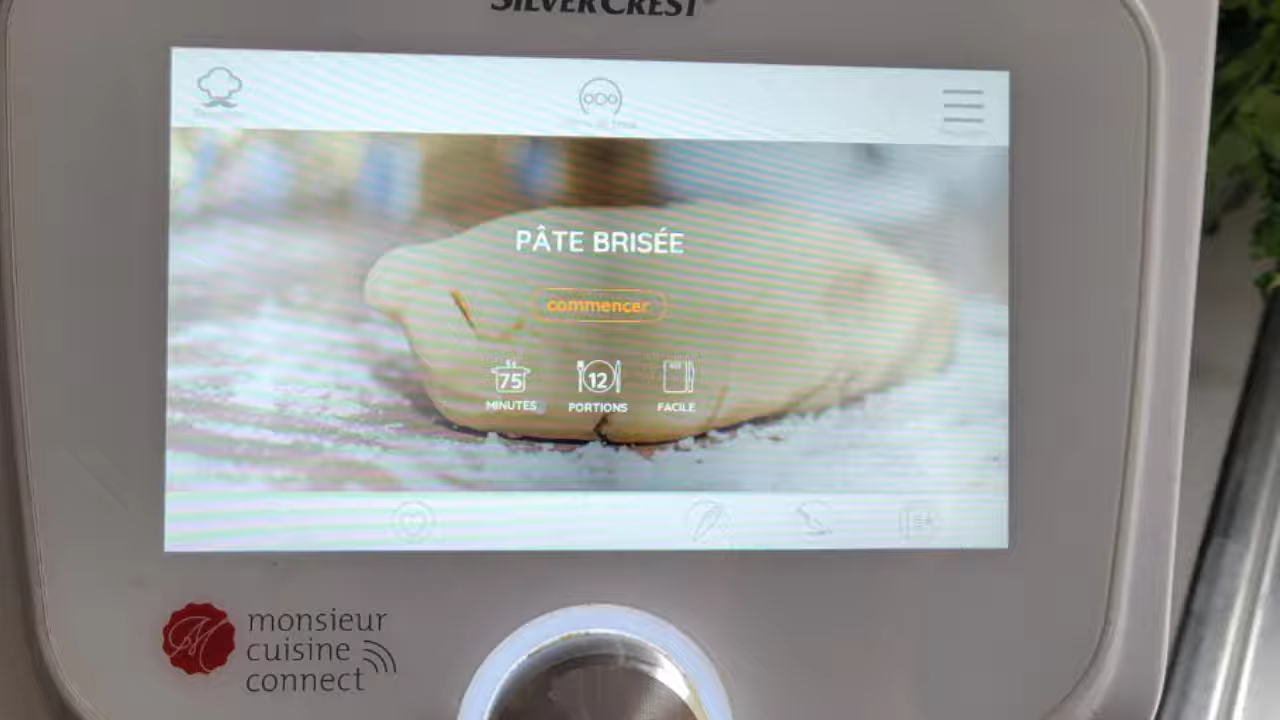 SILVERCREST
PÂTE BRISÉE
commencer
75
12
MINUTES
PORTIONS
FACILE
monsieur
cuisine
connect